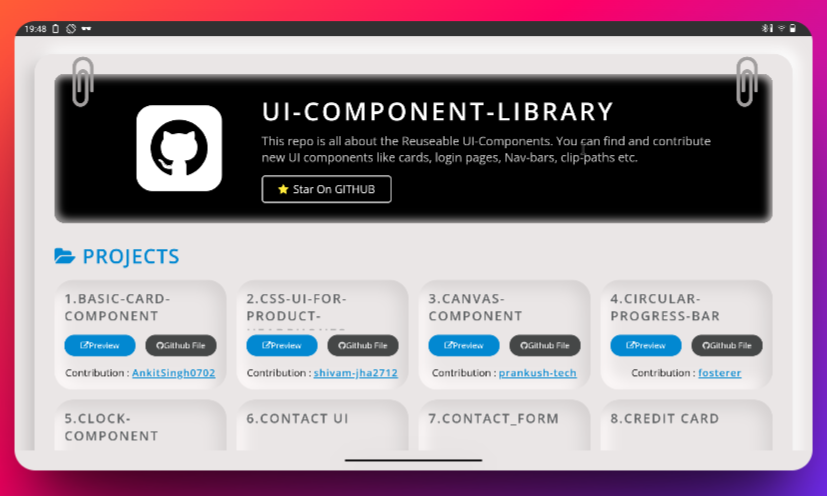 19:48
UI-COMPONENT-LIBRARY
This repo is all about the Reuseable UI-Components. You can find and contribute
new UI components like cards, login pages, Nav-bars, clip-paths etc.
⭐ Star On GITHUB
PROJECTS
1.BASIC-CARD-
COMPONENT
Preview Github File
Contribution : AnkitSingh0702
2.CSS-UI-FOR-
PRODUCT-
Preview Github File
Contribution : shivam-jha2712
3.CANVAS-
COMPONENT
Preview Github File
Contribution : prankush-tech
4.CIRCULAR-
PROGRESS-BAR
Preview Github File
Contribution : fosterer
5.CLOCK-
COMPONENT
6.CONTACT UI
7.CONTACT_FORM
8.CREDIT CARD